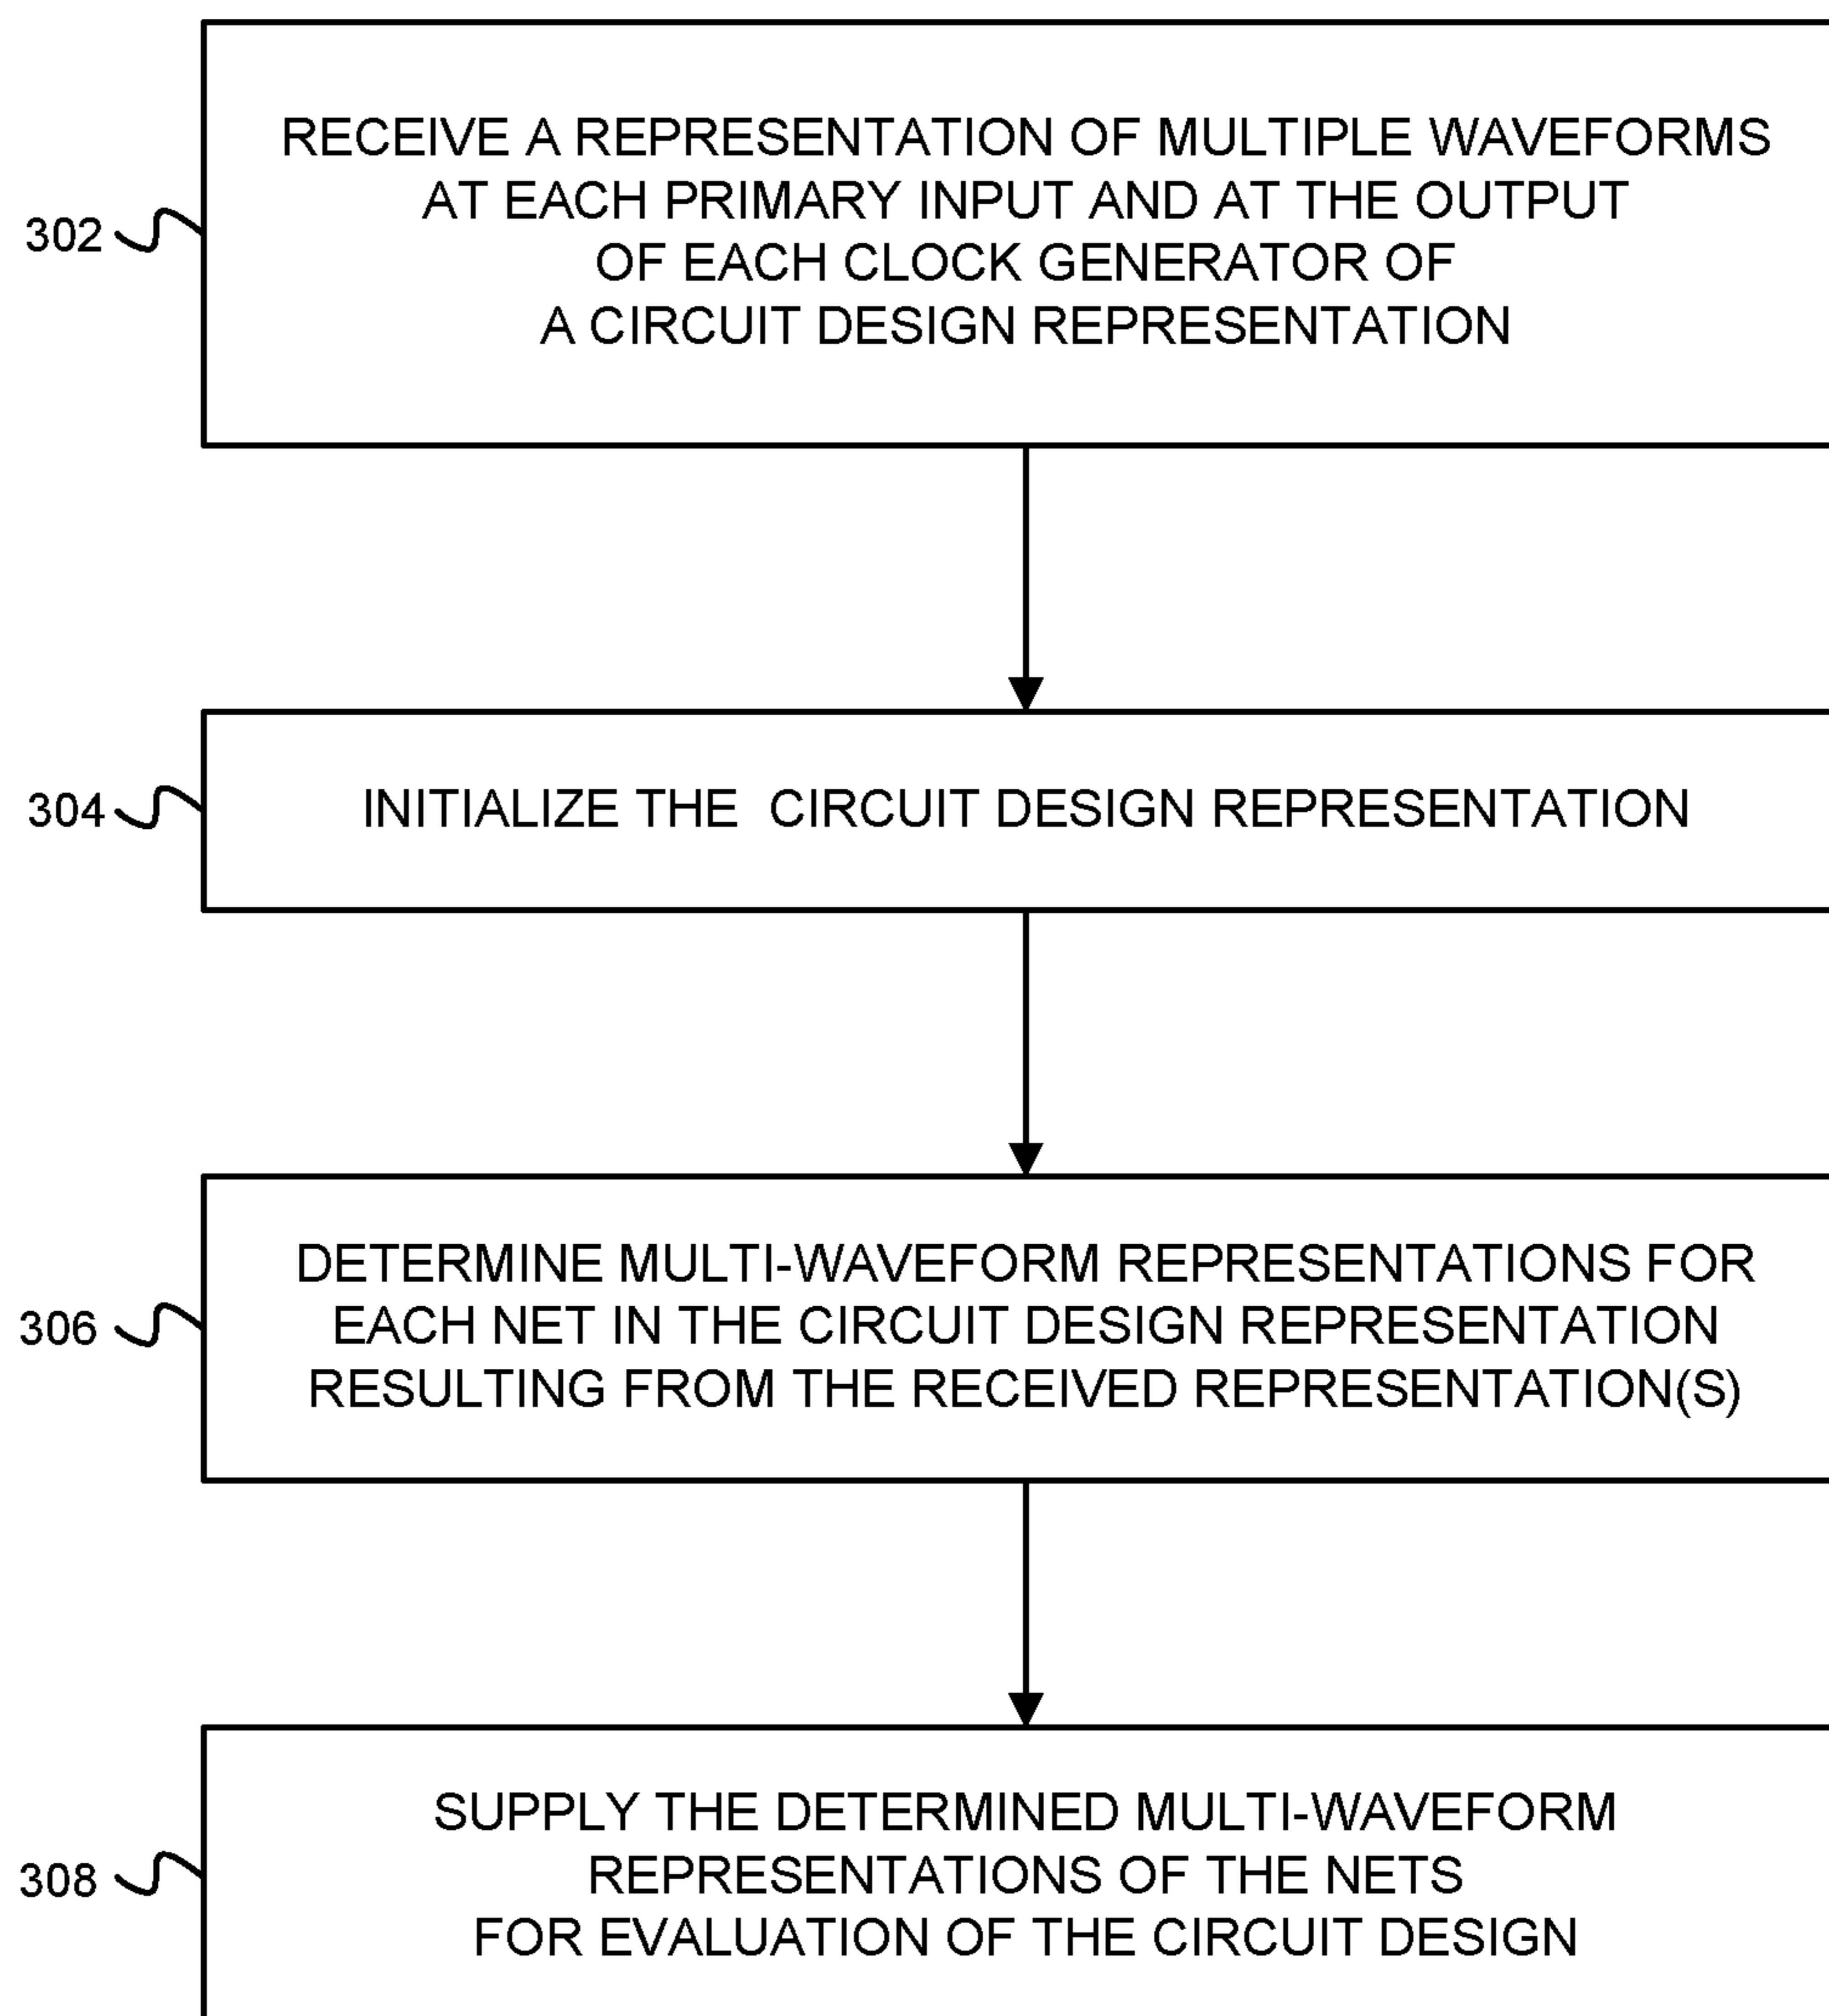 RECEIVE A REPRESENTATION OF MULTIPLE WAVEFORMS
AT EACH PRIMARY INPUT AND AT THE OUTPUT
OF EACH CLOCK GENERATOR OF
A CIRCUIT DESIGN REPRESENTATION
302
304
INITIALIZE THE CIRCUIT DESIGN REPRESENTATION
DETERMINE MULTI-WAVEFORM REPRESENTATIONS FOR
EACH NET IN THE CIRCUIT DESIGN REPRESENTATION
RESULTING FROM THE RECEIVED REPRESENTATION(S)
306
SUPPLY THE DETERMINED MULTI-WAVEFORM
REPRESENTATIONS OF THE NETS
FOR EVALUATION OF THE CIRCUIT DESIGN
308